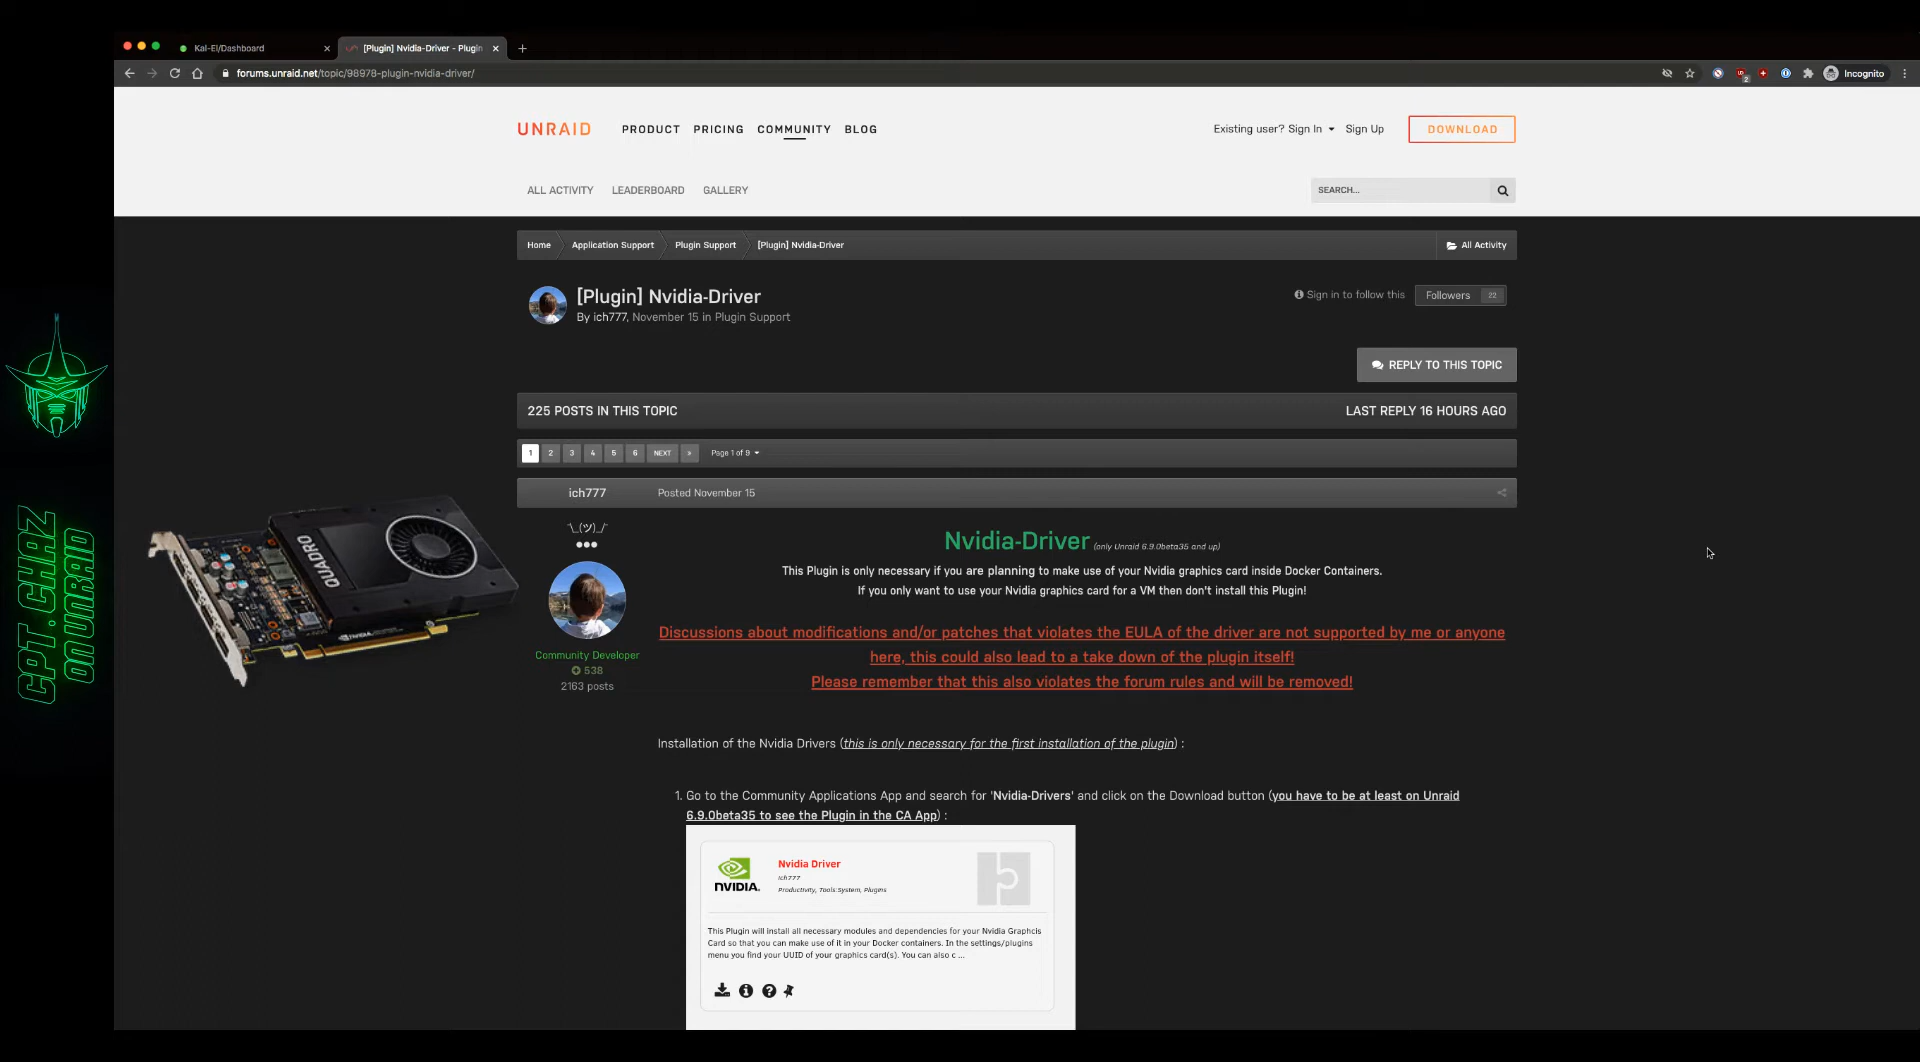 Kal-El/Dashboard
[Plugin] Nvidia-Driver - Plugin
forums.unraid.net/topic/98978-plugin-nvidia-driver/
2
Incognito
UNRAID
PRODUCT PRICING COMMUNITY BLOG
Existing user? Sign In Sign Up
DOWNLOAD
ALL ACTIVITY LEADERBOARD GALLERY
SEARCH...
Home Application Support Plugin Support [Plugin] Nvidia-Driver
All Activity
[Plugin] Nvidia-Driver
By ich777, November 15 in Plugin Support
Sign in to follow this
Followers 22
REPLY TO THIS TOPIC
225 POSTS IN THIS TOPIC
LAST REPLY 16 HOURS AGO
1 2 3 4 5 6 NEXT » Page 1 of 9
ich777 Posted November 15
¯\_(ツ)_/¯
Community Developer
538
2163 posts
Nvidia-Driver (only Unraid 6.9.0beta35 and up)
This Plugin is only necessary if you are planning to make use of your Nvidia graphics card inside Docker Containers.
If you only want to use your Nvidia graphics card for a VM then don't install this Plugin!
Discussions about modifications and/or patches that violates the EULA of the driver are not supported by me or anyone
here, this could also lead to a take down of the plugin itself!
Please remember that this also violates the forum rules and will be removed!
Installation of the Nvidia Drivers (this is only necessary for the first installation of the plugin) :
1. Go to the Community Applications App and search for 'Nvidia-Drivers' and click on the Download button (you have to be at least on Unraid
6.9.0beta35 to see the Plugin in the CA App) :
NVIDIA.
Nvidia Driver
ich777
Productivity, Tools:System, Plugins
This Plugin will install all necessary modules and dependencies for your Nvidia Graphcis
Card so that you can make use of it in your Docker containers. In the settings/plugins
menu you find your UUID of your graphics card(s). You can also c ...
QUADRO
NVIDIA
CPT. CHAZ
ON UNRAID